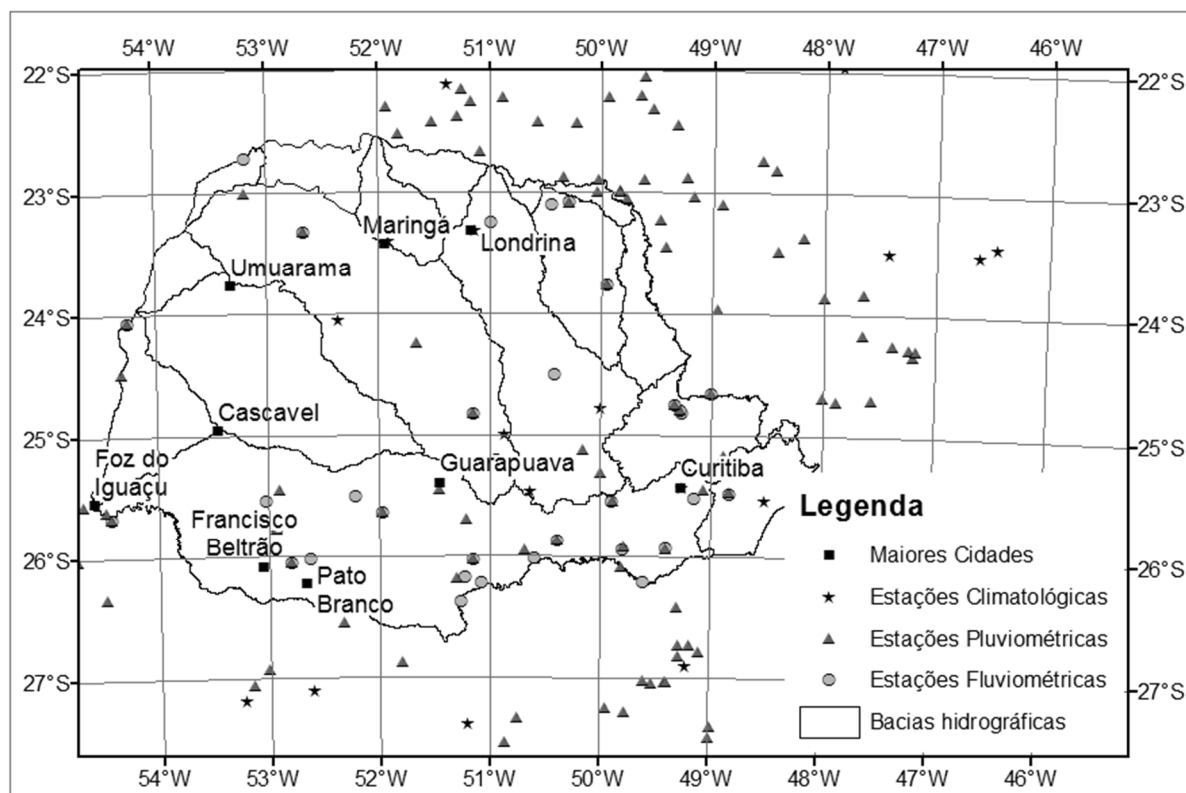 54°W 53°W 52°W 51°W 50°W 49°W 48°W 47°W 46°W
22°S 22°S
23°S 23°S
Maringá
Londrina
Umuarama
24°S 24°S
Cascavel
25°S 25°S
Foz do
Iguaçu
Guarapuava
Curitiba
Legenda
Francisco
Beltrão
Maiores Cidades
26°S 26°S
Pato
Branco
Estações Climatológicas
Estações Pluviométricas
Estações Fluviométricas
27°S 27°S
Bacias hidrográficas
54°W 53°W 52°W 51°W 50°W 49°W 48°W 47°W 46°W